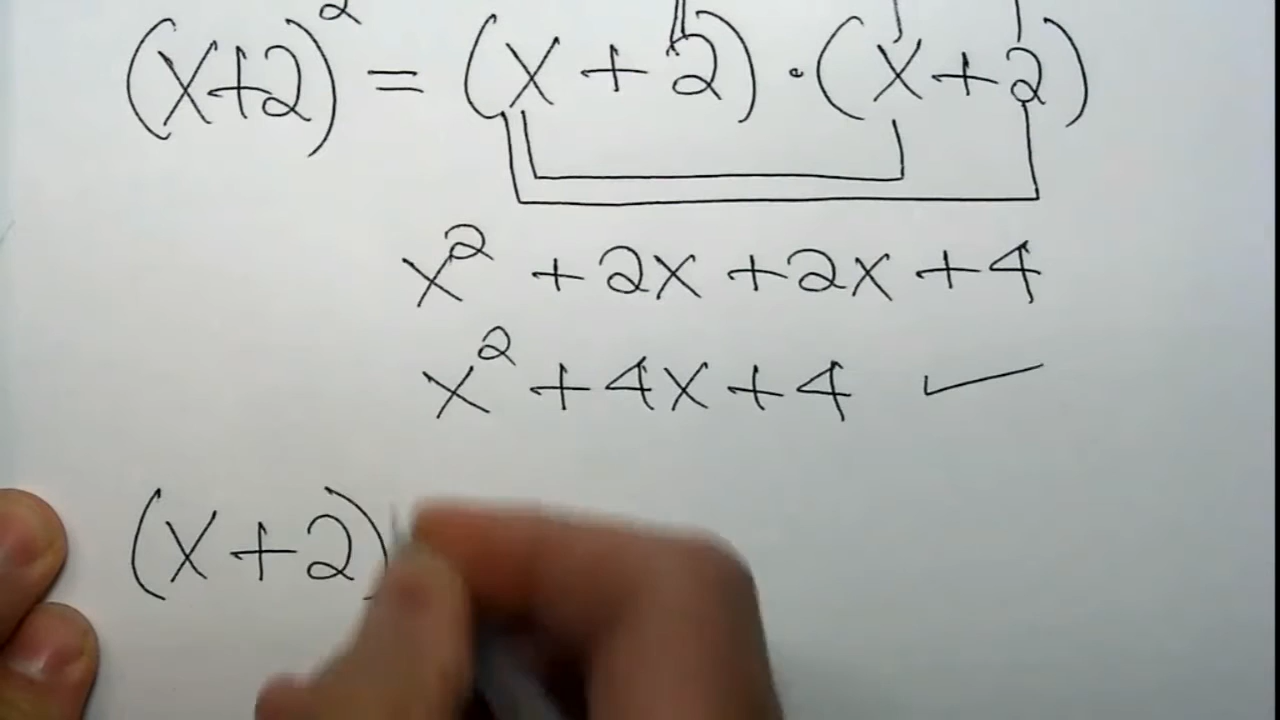 (x+2)² = (x + 2) · (x + 2)
x² + 2x + 2x + 4
x² + 4x + 4 ✓
(x+2)